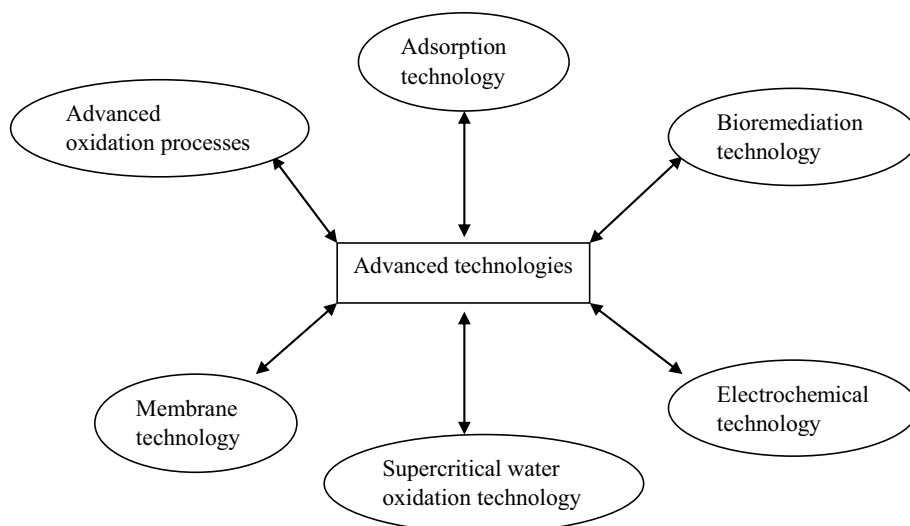 Adsorption
technology
Advanced
oxidation processes
Bioremediation
technology
Advanced technologies
Membrane
technology
Supercritical water
oxidation technology
Electrochemical
technology